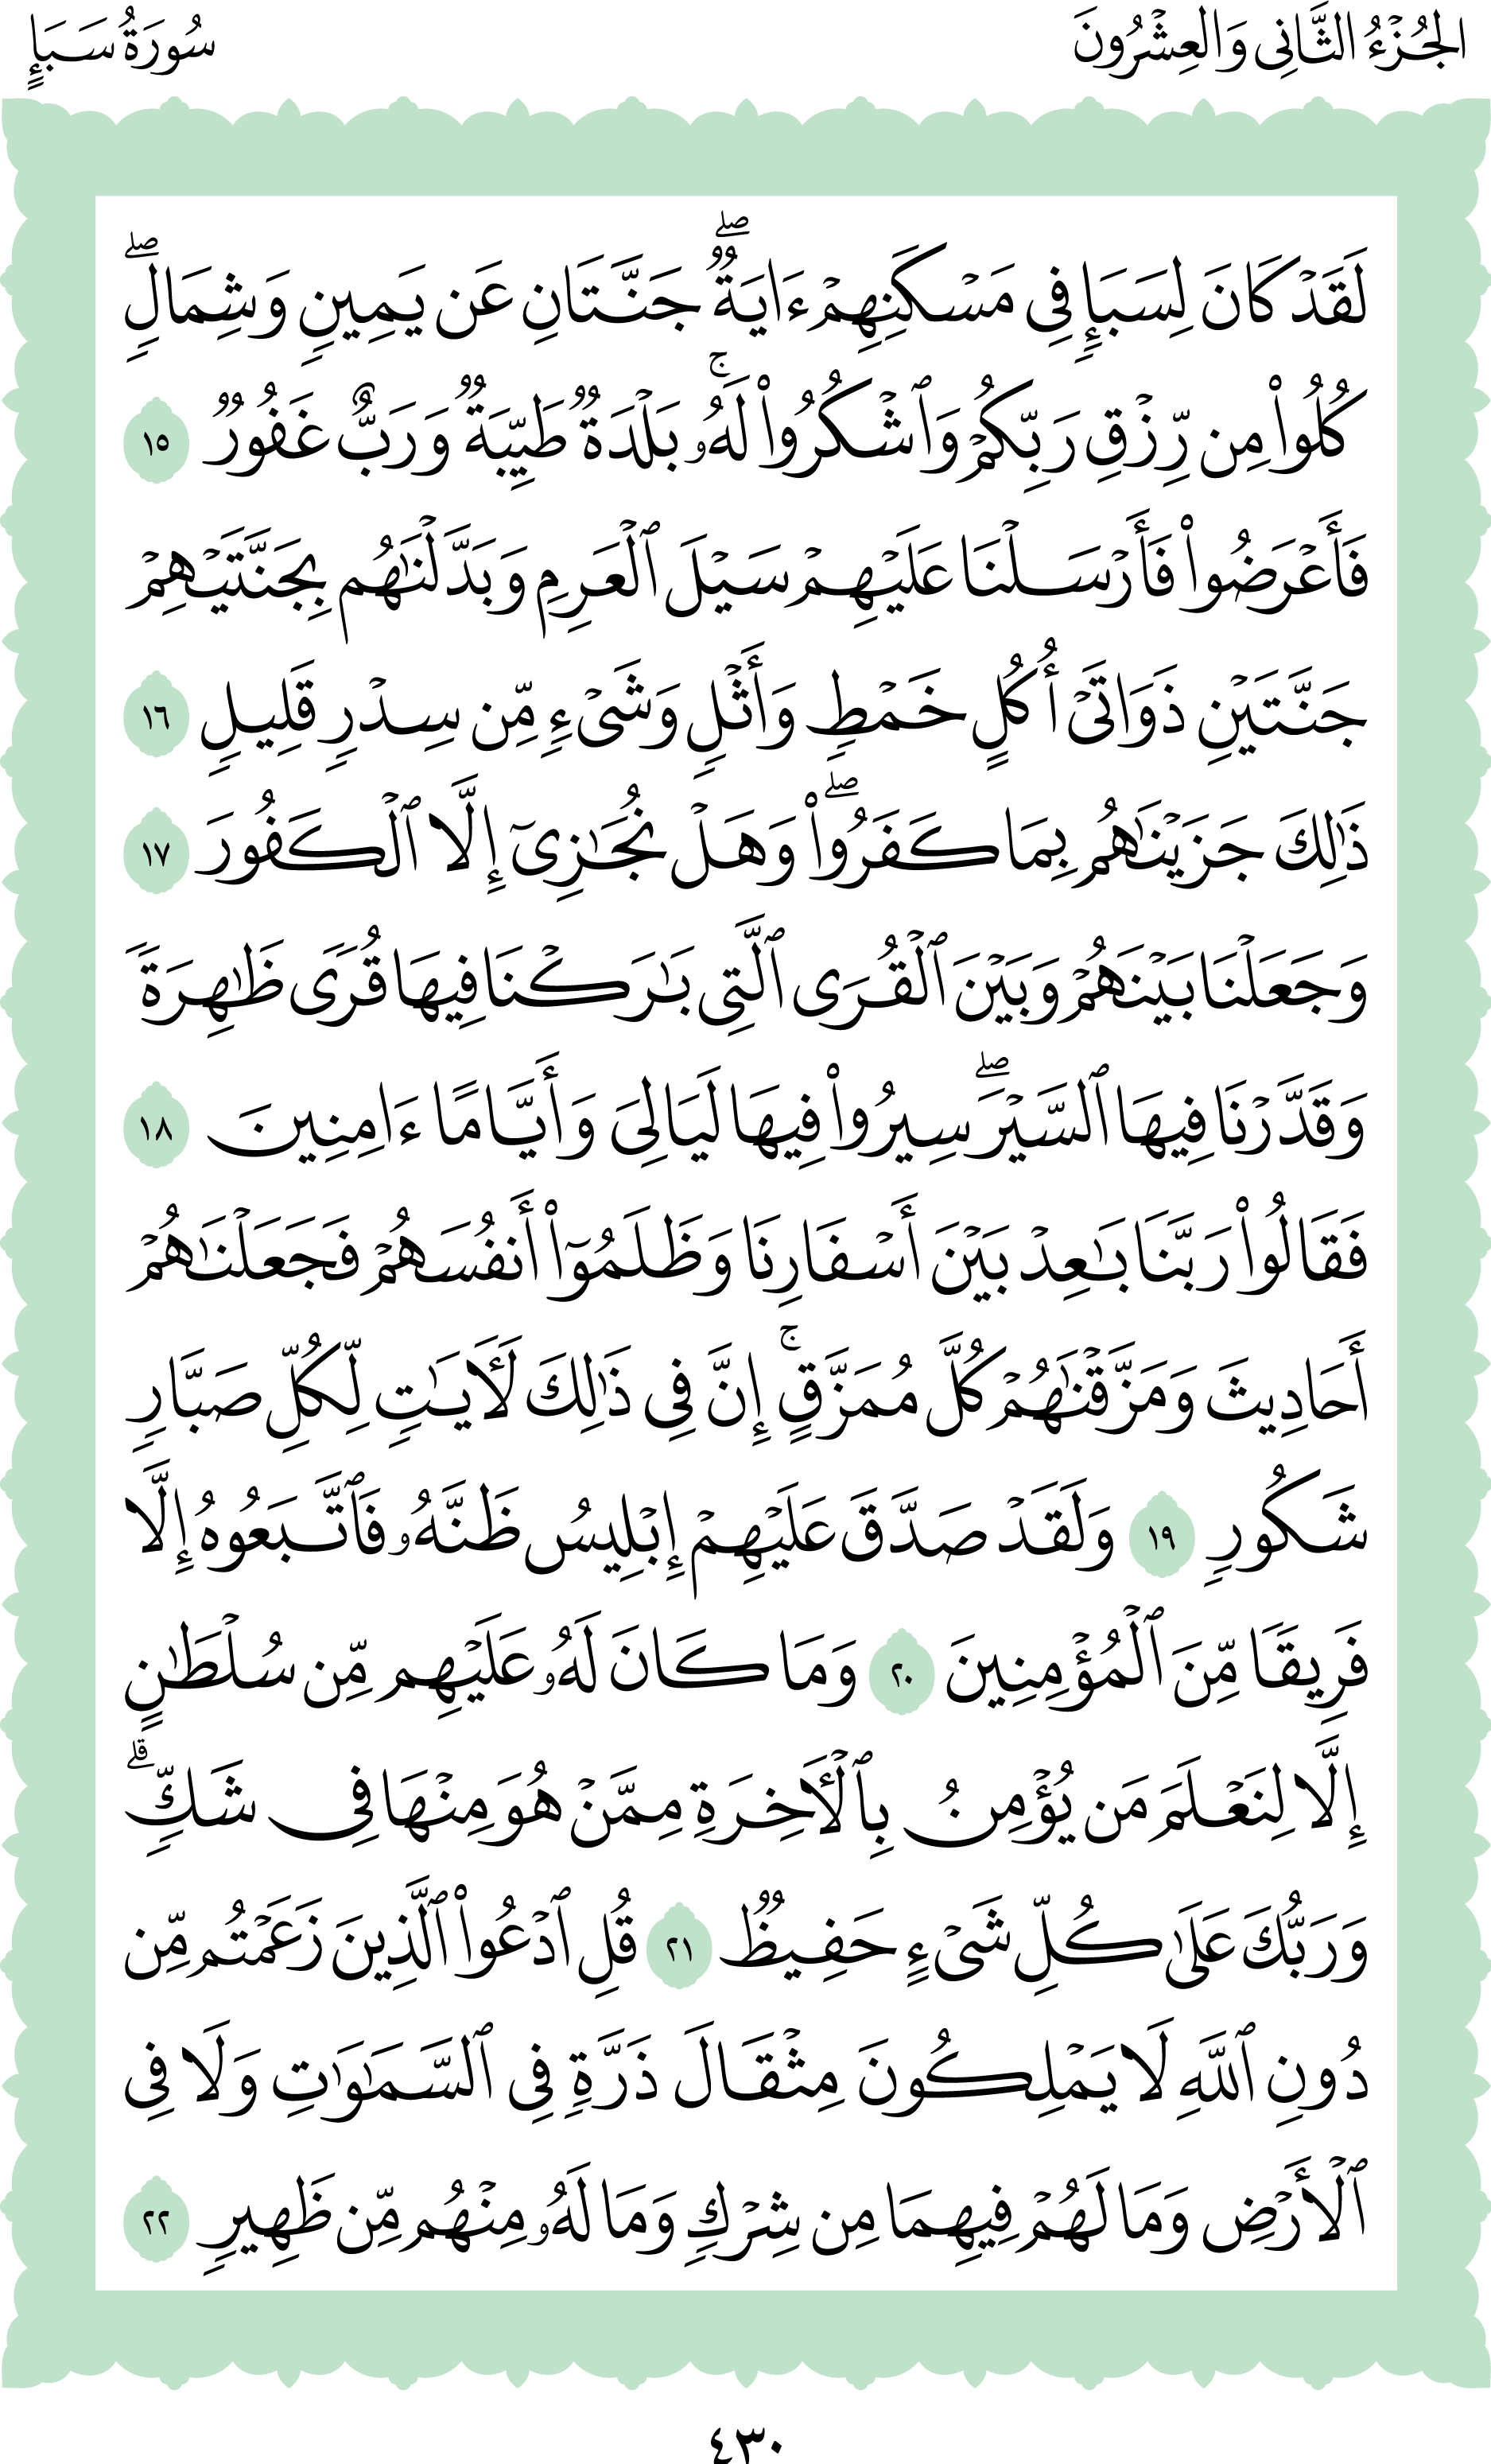 الجُزْءُ الثَّانِي وَالعِشْرُونَ
سُورَةُ سَبَإٍ
لَقَدْ كَانَ لِسَبَإٍ فِي مَسْكَنِهِمْ ءَايَةٌۖ جَنَّتَانِ عَن يَمِينٍ وَشِمَالٍۖ
كُلُوا۟ مِن رِّزْقِ رَبِّكُمْ وَٱشْكُرُوا۟ لَهُۥۚ بَلْدَةٌ طَيِّبَةٌ وَرَبٌّ غَفُورٌ ١٥
فَأَعْرَضُوا۟ فَأَرْسَلْنَا عَلَيْهِمْ سَيْلَ ٱلْعَرِمِ وَبَدَّلْنَٰهُم بِجَنَّتَيْهِمْ
جَنَّتَيْنِ ذَوَاتَىْ أُكُلٍ خَمْطٍ وَأَثْلٍ وَشَىْءٍ مِّن سِدْرٍ قَلِيلٍ ١٦
ذَٰلِكَ جَزَيْنَٰهُم بِمَا كَفَرُوا۟ۖ وَهَلْ نُجَٰزِىٓ إِلَّا ٱلْكَفُورَ ١٧
وَجَعَلْنَا بَيْنَهُمْ وَبَيْنَ ٱلْقُرَى ٱلَّتِى بَٰرَكْنَا فِيهَا قُرًى ظَٰهِرَةً
وَقَدَّرْنَا فِيهَا ٱلسَّيْرَۖ سِيرُوا۟ فِيهَا لَيَالِىَ وَأَيَّامًا ءَامِنِينَ ١٨
فَقَالُوا۟ رَبَّنَا بَٰعِدْ بَيْنَ أَسْفَارِنَا وَظَلَمُوٓا۟ أَنفُسَهُمْ فَجَعَلْنَٰهُمْ
أَحَادِيثَ وَمَزَّقْنَٰهُمْ كُلَّ مُمَزَّقٍۚ إِنَّ فِى ذَٰلِكَ لَءَايَٰتٍ لِّكُلِّ صَبَّارٍ
شَكُورٍ ١٩ وَلَقَدْ صَدَّقَ عَلَيْهِمْ إِبْلِيسُ ظَنَّهُۥ فَٱتَّبَعُوهُ إِلَّا
فَرِيقًا مِّنَ ٱلْمُؤْمِنِينَ ٢٠ وَمَا كَانَ لَهُۥ عَلَيْهِم مِّن سُلْطَٰنٍ
إِلَّا لِنَعْلَمَ مَن يُؤْمِنُ بِٱلْءَاخِرَةِ مِمَّنْ هُوَ مِنْهَا فِى شَكٍّۗ
وَرَبُّكَ عَلَىٰ كُلِّ شَىْءٍ حَفِيظٌ ٢١ قُلِ ٱدْعُوا۟ ٱلَّذِينَ زَعَمْتُم مِّن
دُونِ ٱللَّهِ لَا يَمْلِكُونَ مِثْقَالَ ذَرَّةٍ فِى ٱلسَّمَٰوَٰتِ وَلَا فِى
ٱلْأَرْضِ وَمَا لَهُمْ فِيهِمَا مِن شِرْكٍ وَمَا لَهُۥ مِنْهُم مِّن ظَهِيرٍ ٢٢
٤٣٠